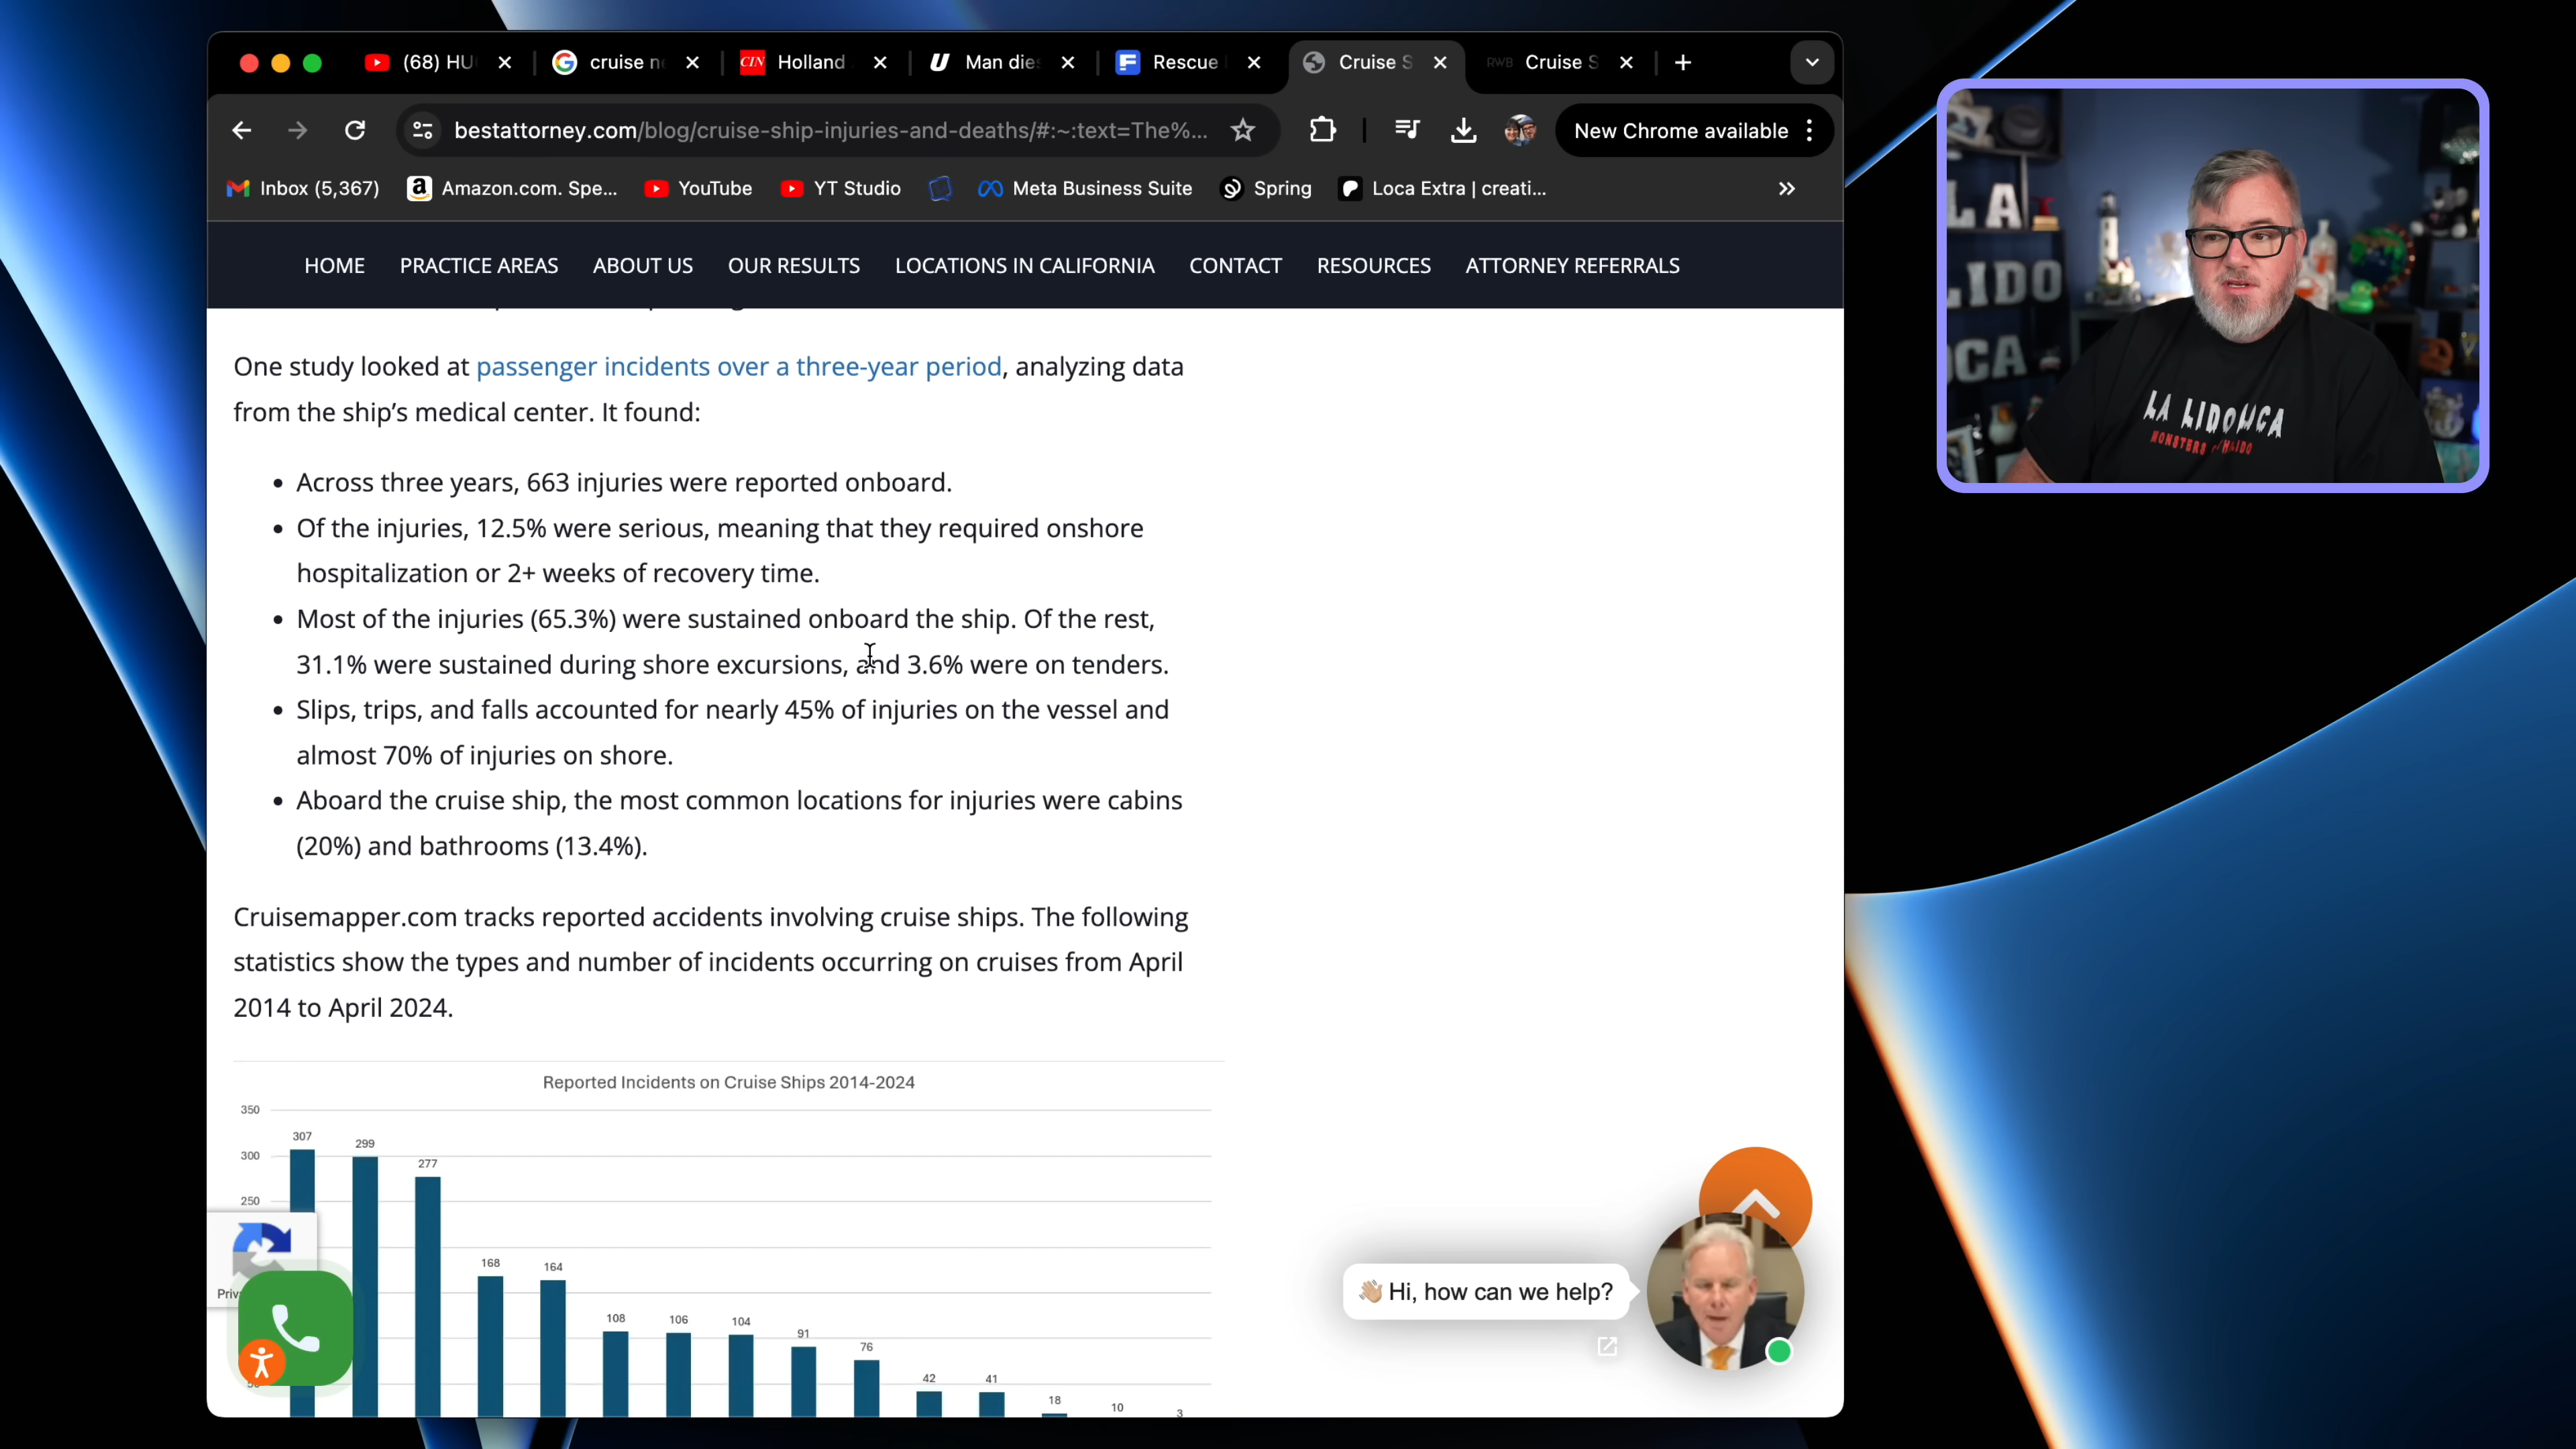 (68) HU
cruise n
CIN Holland
Man die
Rescue
Cruise S
RWB Cruise S
bestattorney.com/blog/cruise-ship-injuries-and-deaths/#:~:text=The%...
New Chrome available
Inbox (5,367)
Amazon.com. Spe...
YouTube
YT Studio
Meta Business Suite
Spring
Loca Extra | creati...
HOME PRACTICE AREAS ABOUT US OUR RESULTS LOCATIONS IN CALIFORNIA CONTACT RESOURCES ATTORNEY REFERRALS
One study looked at passenger incidents over a three-year period, analyzing data
from the ship's medical center. It found:
• Across three years, 663 injuries were reported onboard.
• Of the injuries, 12.5% were serious, meaning that they required onshore
hospitalization or 2+ weeks of recovery time.
• Most of the injuries (65.3%) were sustained onboard the ship. Of the rest,
31.1% were sustained during shore excursions, and 3.6% were on tenders.
• Slips, trips, and falls accounted for nearly 45% of injuries on the vessel and
almost 70% of injuries on shore.
• Aboard the cruise ship, the most common locations for injuries were cabins
(20%) and bathrooms (13.4%).
Cruisemapper.com tracks reported accidents involving cruise ships. The following
statistics show the types and number of incidents occurring on cruises from April
2014 to April 2024.
Reported Incidents on Cruise Ships 2014-2024
350
300
250
307
299
277
168
164
108
106
104
91
76
42
41
18
10
3
Priv
👋🏼 Hi, how can we help?
LA
LIDO
OCA
LA LIDO
MONSTERS